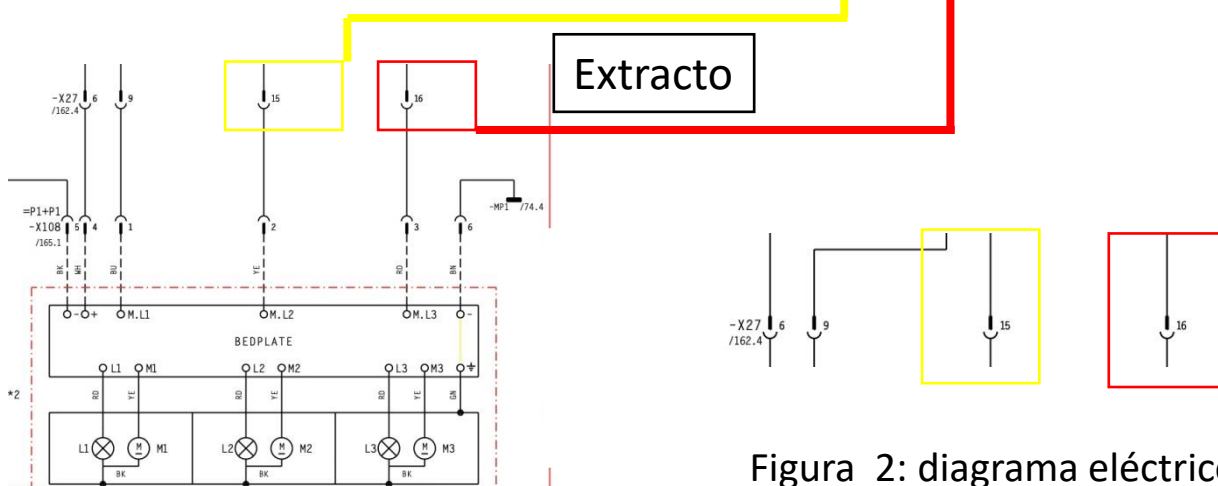 Extracto
-X27 6 9 15 16
/162.4
=P1+P1
-X108 5 4 1 2 3 6
/165.1
-MP1 /74.4
BK WH BU YE RD BN
- + M.L1 M.L2 M.L3 -
BEDPLATE
L1 M1 L2 M2 L3 M3
*2
RD YE RD YE RD YE GN
L1 M M1 L2 M M2 L3 M M3
BK BK BK
-X27 6 9 15 16
/162.4
Figura 2: diagrama eléctrico